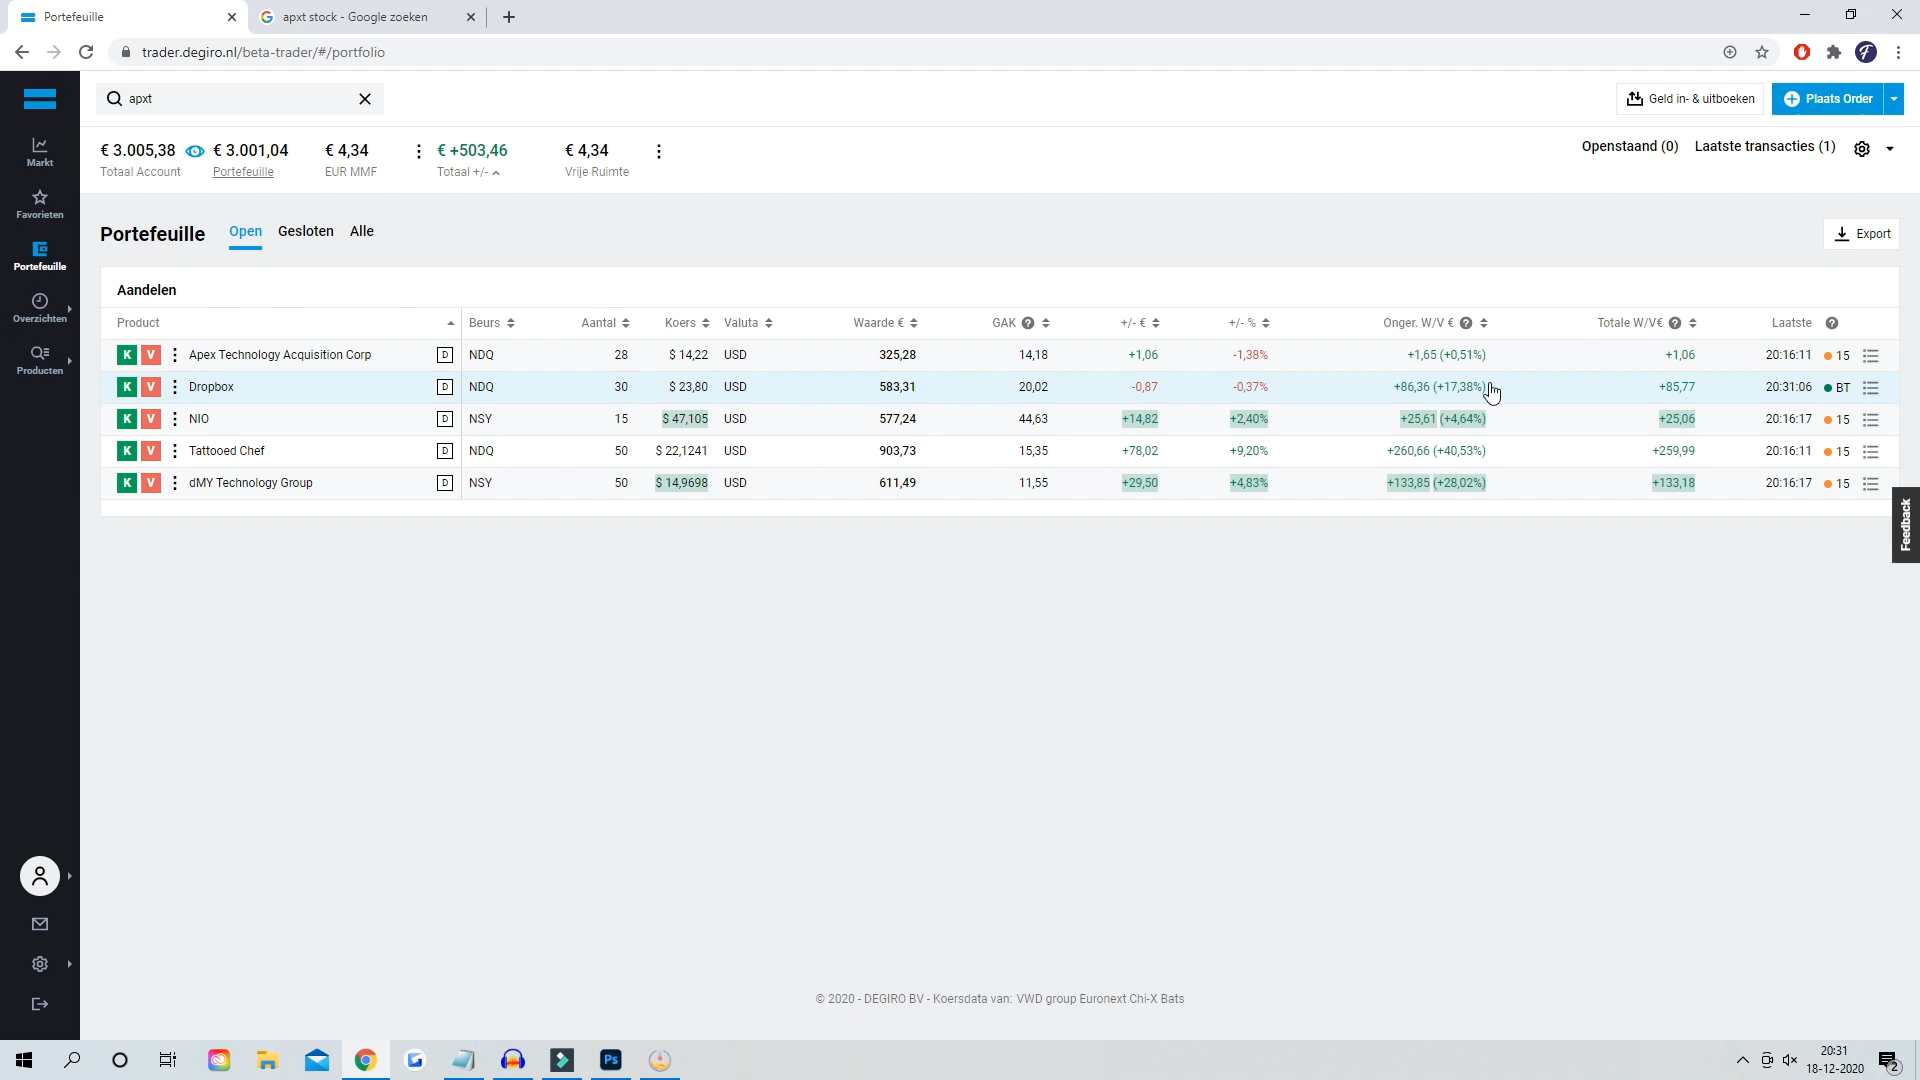 Portefeuille
apxt stock - Google zoeken
trader.degiro.nl/beta-trader/#/portfolio
apxt
Geld in- & uitboeken
Plaats Order
Markt
Favorieten
Portefeuille
Overzichten
Producten
€ 3.005,38 € 3.001,04 € 4,34 € +503,46 € 4,34
Totaal Account Portefeuille EUR MMF Totaal +/- Vrije Ruimte
Openstaand (0) Laatste transacties (1)
Portefeuille Open Gesloten Alle
Export
Aandelen
Product Beurs Aantal Koers Valuta Waarde € GAK ? +/- € +/- % Onger. W/V € ? Totale W/V€ ? Laatste ?
K V Apex Technology Acquisition Corp D NDQ 28 $ 14,22 USD 325,28 14,18 +1,06 -1,38% +1,65 (+0,51%) +1,06 20:16:11 15
K V Dropbox D NDQ 30 $ 23,80 USD 583,31 20,02 -0,87 -0,37% +86,36 (+17,38%) +85,77 20:31:06 BT
K V NIO D NSY 15 $ 47,105 USD 577,24 44,63 +14,82 +2,40% +25,61 (+4,64%) +25,06 20:16:17 15
K V Tattooed Chef D NDQ 50 $ 22,1241 USD 903,73 15,35 +78,02 +9,20% +260,66 (+40,53%) +259,99 20:16:11 15
K V dMY Technology Group D NSY 50 $ 14,9698 USD 611,49 11,55 +29,50 +4,83% +133,85 (+28,02%) +133,18 20:16:17 15
Feedback
© 2020 - DEGIRO BV - Koersdata van: VWD group Euronext Chi-X Bats
Ps
20:31
18-12-2020
2